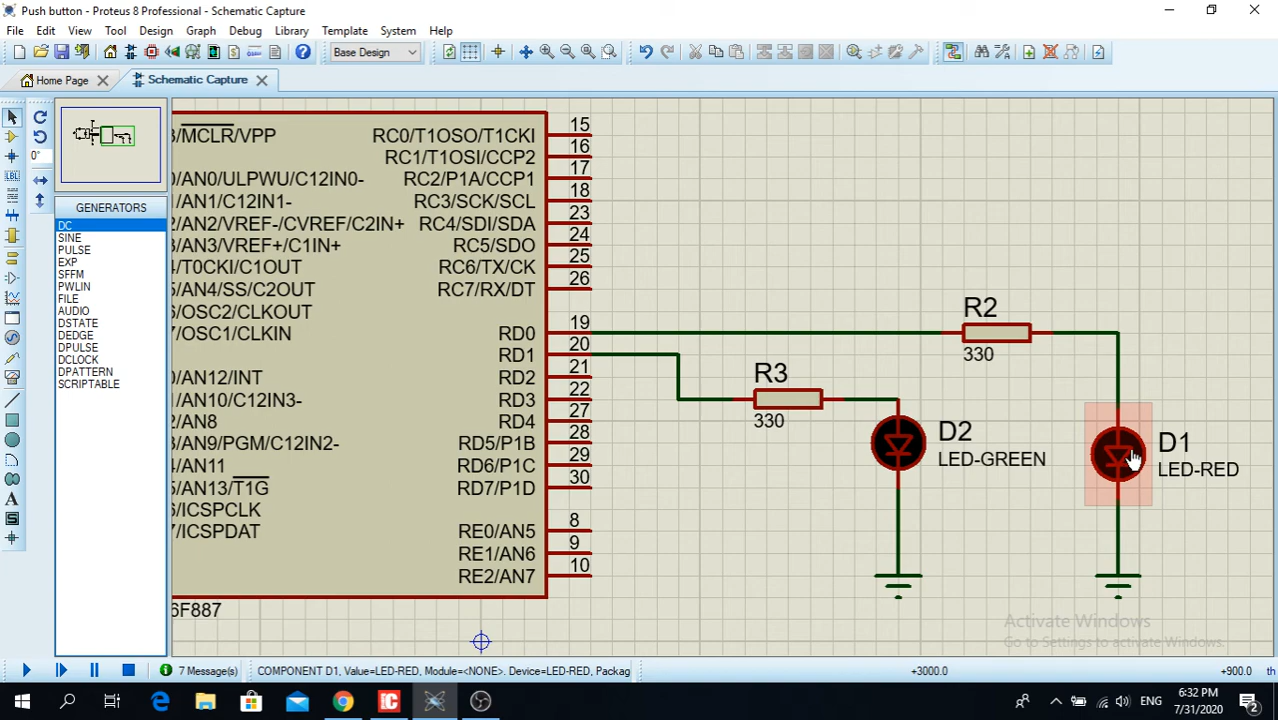 Push button - Proteus 8 Professional - Schematic Capture
File Edit View Tool Design Graph Debug Library Template System Help
Base Design
Home Page
Schematic Capture
0°
LBL
GENERATORS
DC
SINE
PULSE
EXP
SFFM
PWLIN
FILE
AUDIO
DSTATE
DEDGE
DPULSE
DCLOCK
DPATTERN
SCRIPTABLE
/MCLR/VPP
0/AN0/ULPWU/C12IN0-
1/AN1/C12IN1-
2/AN2/VREF-/CVREF/C2IN+
3/AN3/VREF+/C1IN+
4/T0CKI/C1OUT
5/AN4/SS/C2OUT
6/OSC2/CLKOUT
7/OSC1/CLKIN
0/AN12/INT
1/AN10/C12IN3-
2/AN8
3/AN9/PGM/C12IN2-
4/AN11
5/AN13/T1G
6/ICSPCLK
7/ICSPDAT
6F887
RC0/T1OSO/T1CKI 15
RC1/T1OSI/CCP2 16
RC2/P1A/CCP1 17
RC3/SCK/SCL 18
RC4/SDI/SDA 23
RC5/SDO 24
RC6/TX/CK 25
RC7/RX/DT 26
RD0 19
RD1 20
RD2 21
RD3 22
RD4 27
RD5/P1B 28
RD6/P1C 29
RD7/P1D 30
RE0/AN5 8
RE1/AN6 9
RE2/AN7 10
R2
330
R3
330
D2
LED-GREEN
D1
LED-RED
Activate Windows
Go to Settings to activate Windows.
7 Message(s)
COMPONENT D1, Value=LED-RED, Module=<NONE>. Device=LED-RED, Packag
+3000.0
+900.0
th
ENG
6:32 PM
7/31/2020
2